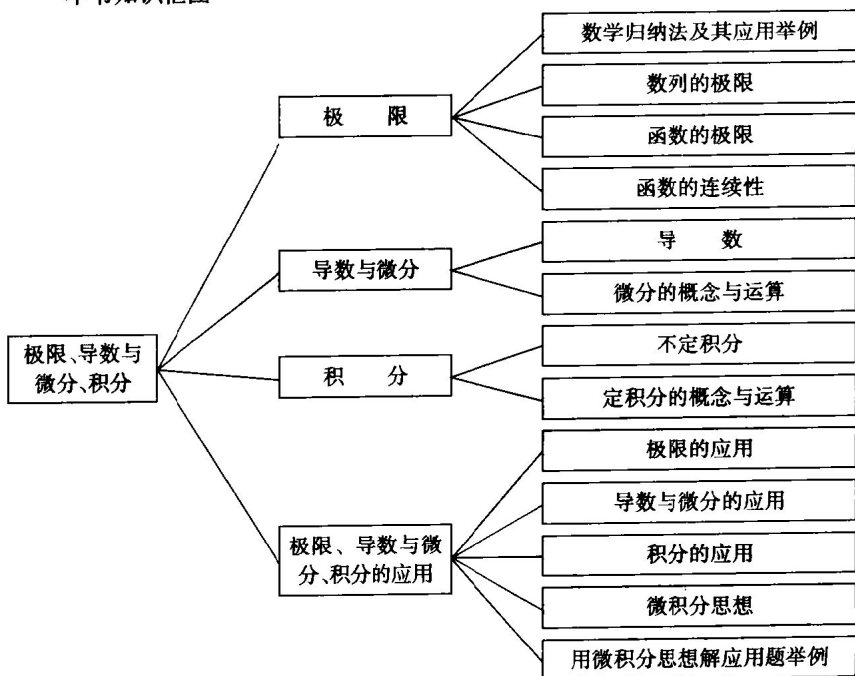 极限、导数与
微分、积分
极 限
数学归纳法及其应用举例
数列的极限
函数的极限
函数的连续性
导数与微分
导 数
微分的概念与运算
积 分
不定积分
定积分的概念与运算
极限、导数与微
分、积分的应用
极限的应用
导数与微分的应用
积分的应用
微积分思想
用微积分思想解应用题举例